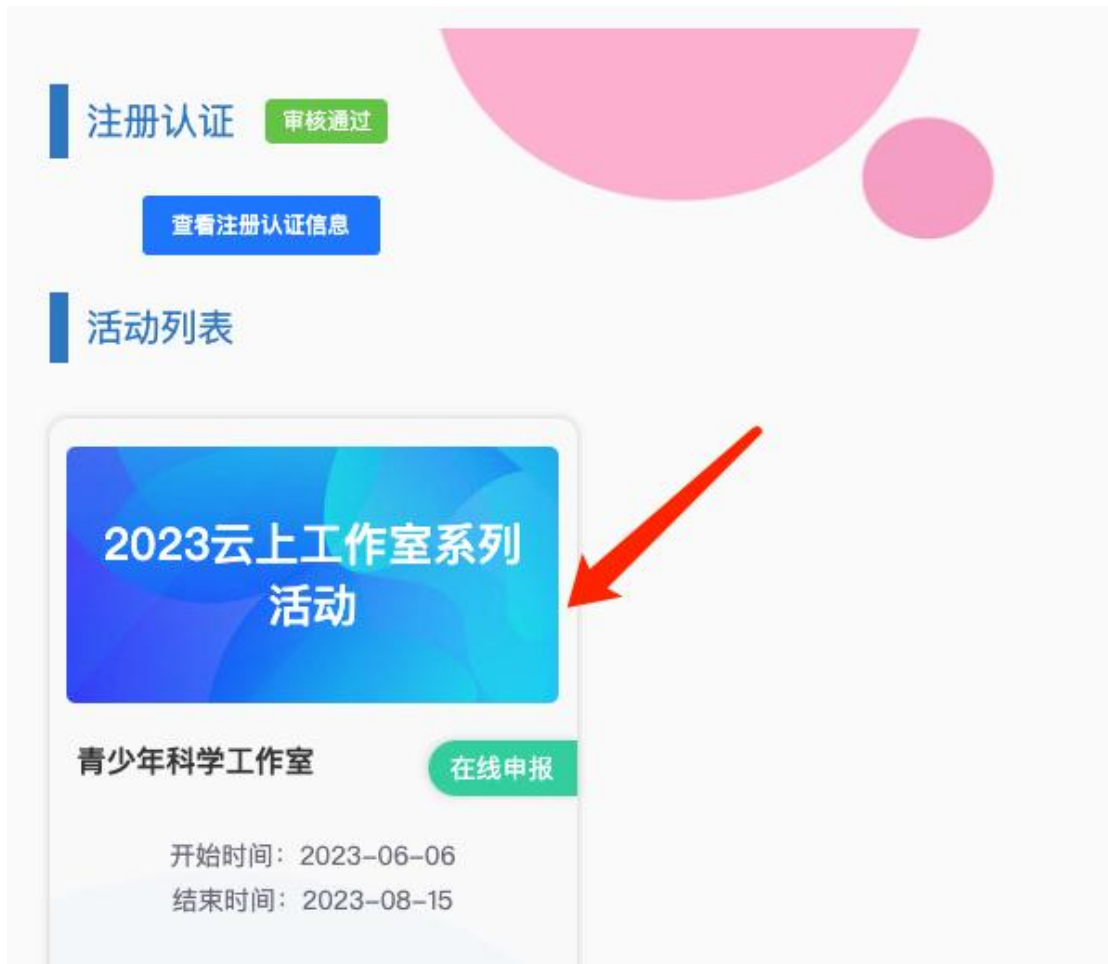 注册认证 审核通过
查看注册认证信息
活动列表
2023云上工作室系列
活动
青少年科学工作室 在线申报
开始时间：2023-06-06
结束时间：2023-08-15